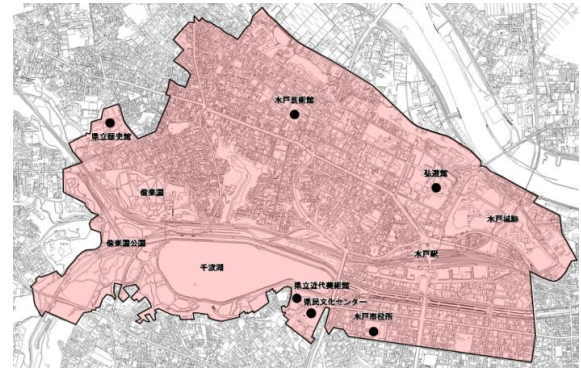 水戸芸術館
県立歴史館
弘道館
偕楽園
水戸城跡
偕楽園公園
水戸駅
千波湖
県立近代美術館
県民文化センター
水戸市役所